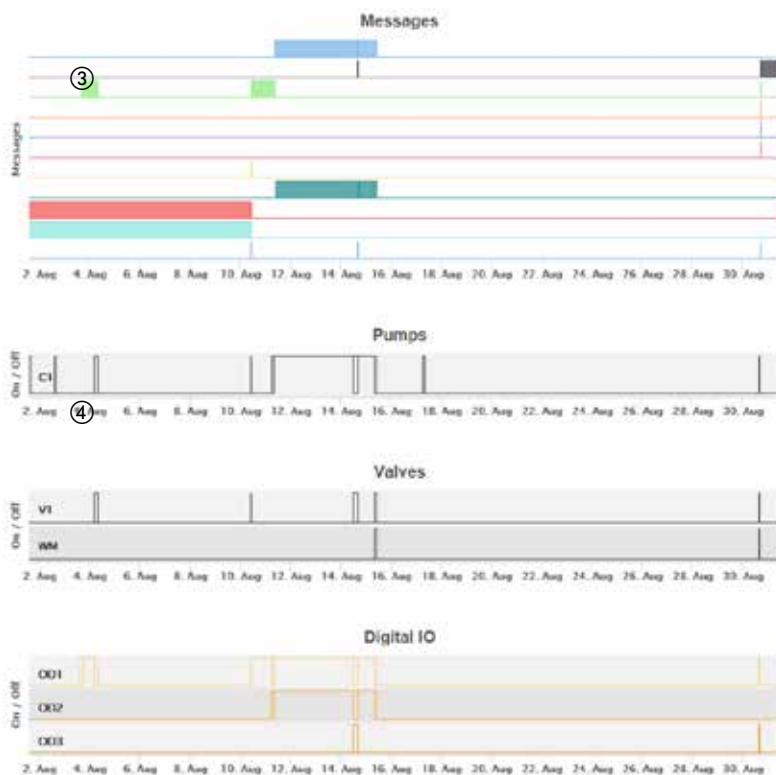 Messages
③
Messages
2. Aug 4. Aug 6. Aug 8. Aug 10. Aug 12. Aug 14. Aug 16. Aug 18. Aug 20. Aug 22. Aug 24. Aug 26. Aug 28. Aug 30. Aug
Pumps
On / Off
C1
2. Aug ④ Aug 6. Aug 8. Aug 10. Aug 12. Aug 14. Aug 16. Aug 18. Aug 20. Aug 22. Aug 24. Aug 26. Aug 28. Aug 30. Aug
Valves
On / Off
V1
WM
2. Aug 4. Aug 6. Aug 8. Aug 10. Aug 12. Aug 14. Aug 16. Aug 18. Aug 20. Aug 22. Aug 24. Aug 26. Aug 28. Aug 30. Aug
Digital IO
On / Off
OO1
OO2
OO3
2. Aug 4. Aug 6. Aug 8. Aug 10. Aug 12. Aug 14. Aug 16. Aug 18. Aug 20. Aug 22. Aug 24. Aug 26. Aug 28. Aug 30. Aug